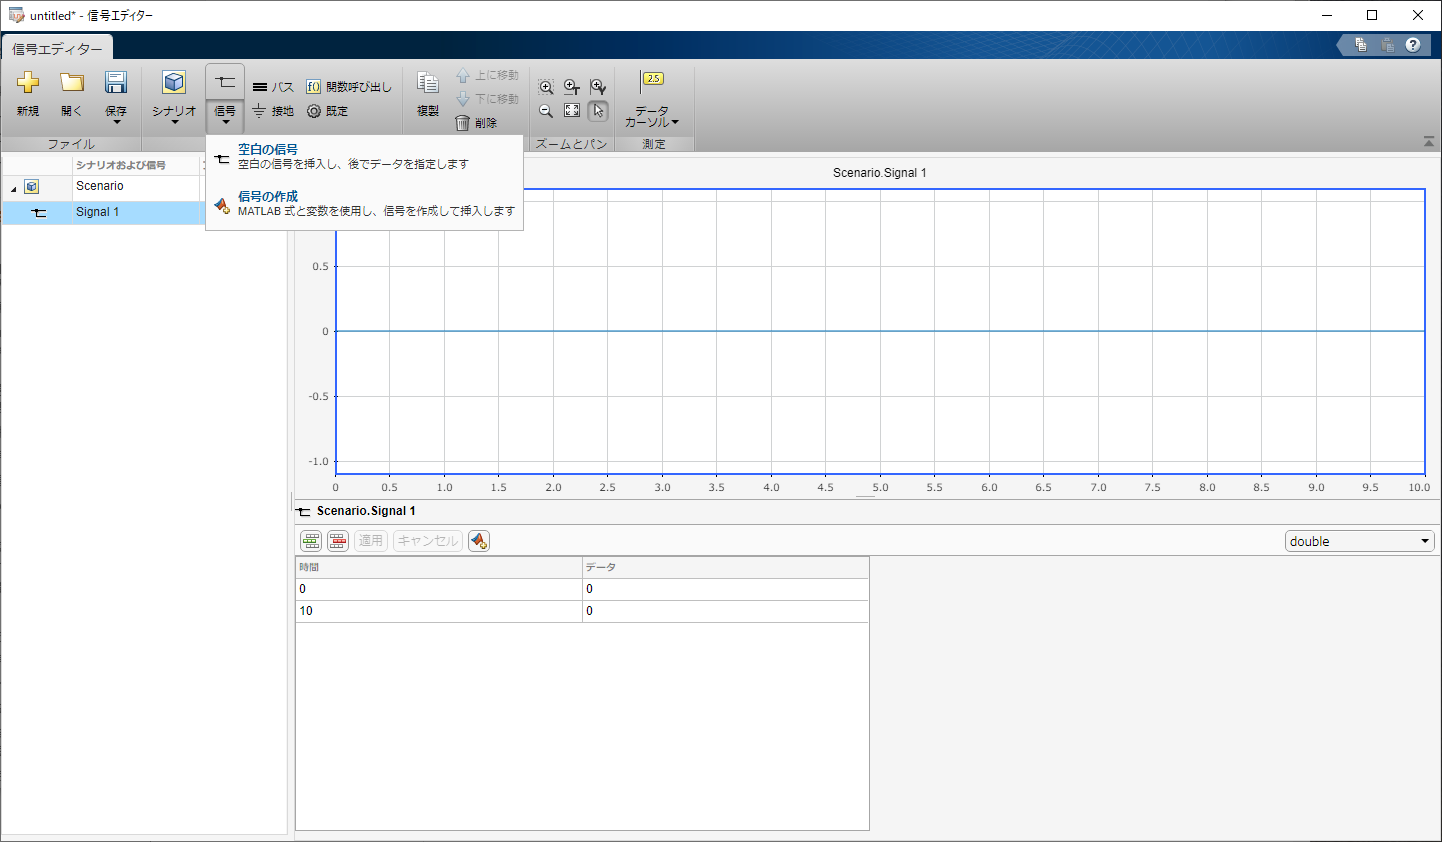 untitled* - 信号エディター
信号エディター
新規
開く
保存
シナリオ
信号
バス
関数呼び出し
接地
既定
複製
上に移動
下に移動
削除
2.5
データ
カーソル
ファイル
ズームとパン
測定
空白の信号
空白の信号を挿入し、後でデータを指定します
信号の作成
MATLAB 式と変数を使用し、信号を作成して挿入します
シナリオおよび信号
Scenario
Signal 1
Scenario.Signal 1
0.5
0
-0.5
-1.0
0 0.5 1.0 1.5 2.0 2.5 3.0 3.5 4.0 4.5 5.0 5.5 6.0 6.5 7.0 7.5 8.0 8.5 9.0 9.5 10.0
Scenario.Signal 1
適用 キャンセル double
時間 データ
0 0
10 0